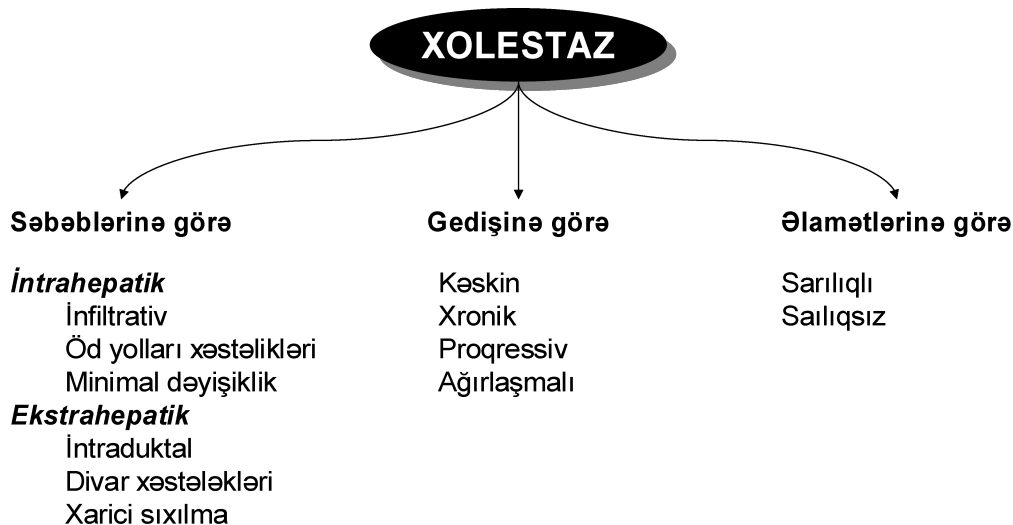 XOLESTAZ
Səbəblərinə görə
İntrahepatik
İnfiltrativ
Öd yolları xəstəlikləri
Minimal dəyişiklik
Ekstrahepatik
İntraduktal
Divar xəstələkləri
Xarici sıxılma
Gedişinə görə
Kəskin
Xronik
Proqressiv
Ağırlaşmalı
Əlamətlərinə görə
Sarılıqlı
Saılıqsız